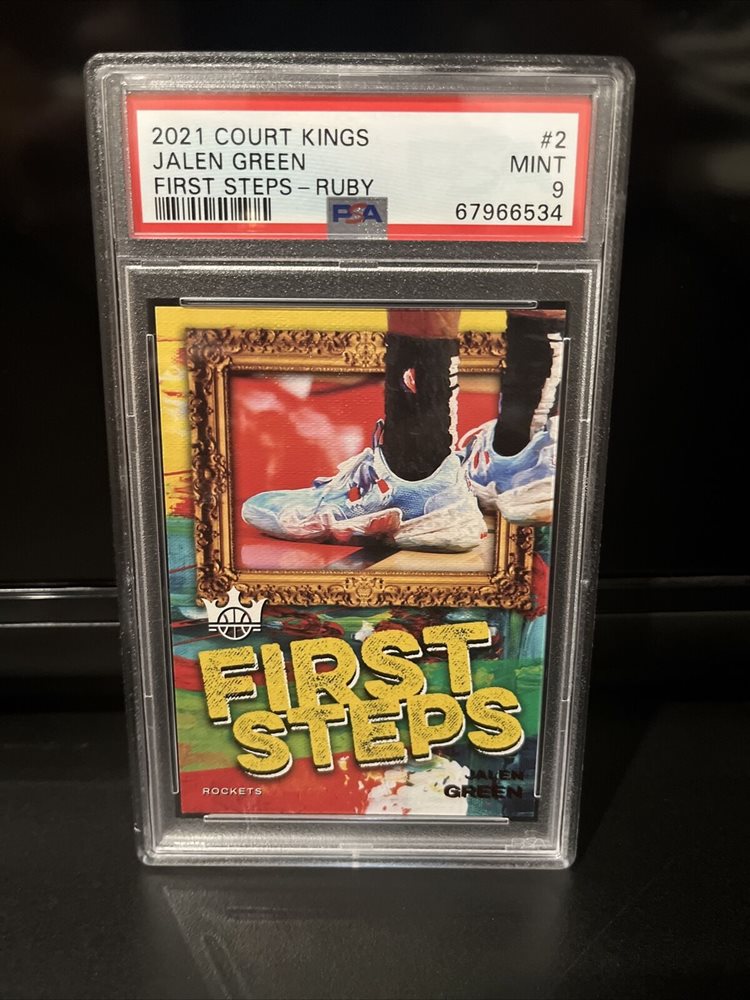 2021 COURT KINGS #2
JALEN GREEN MINT
FIRST STEPS – RUBY 9
PSA 67966534
FIRST
STEPS
JALEN
ROCKETS GREEN